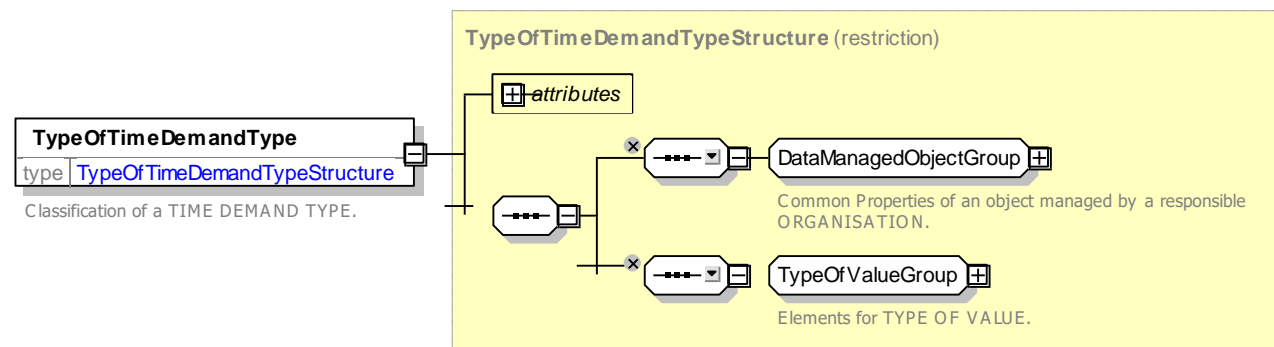 TypeOfTimeDemandTypeStructure (restriction)
attributes
TypeOfTimeDemandType
type TypeOfTimeDemandTypeStructure
Classification of a TIME DEMAND TYPE.
DataManagedObjectGroup
Common Properties of an object managed by a responsible
ORGANISATION.
TypeOfValueGroup
Elements for TYPE OF VALUE.